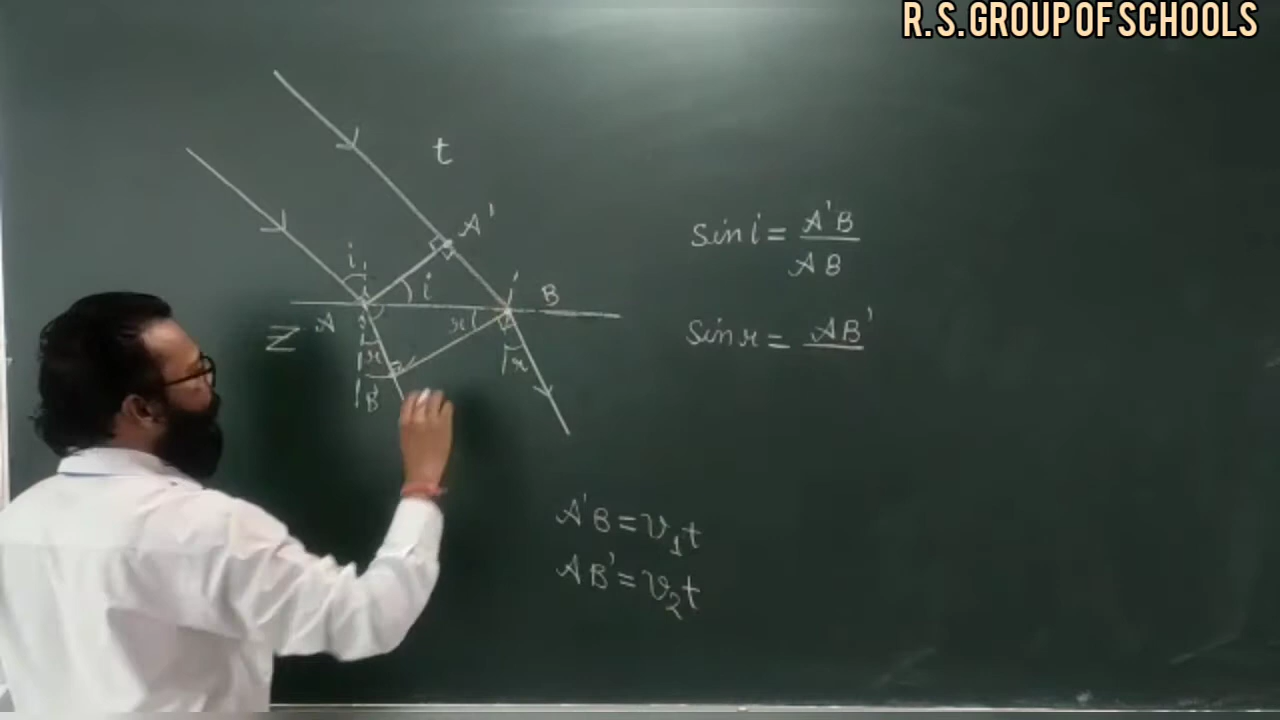 R.S.GROUP OF SCHOOLS
t
A'
i
i
B
A
r
r
r
B'
sin i = A'B / AB
sin r = AB'
A'B = v₁t
AB' = v₂t